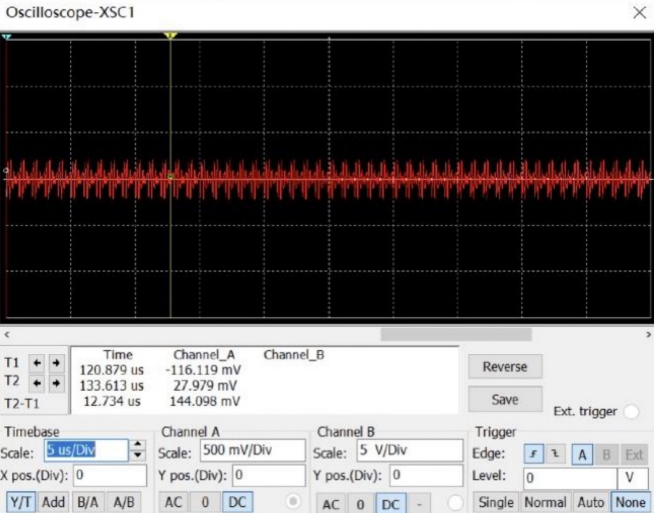 Oscilloscope-XSC1
Time Channel_A Channel_B
T1 120.879 us -116.119 mV
T2 133.613 us 27.979 mV
T2-T1 12.734 us 144.098 mV
Reverse
Save
Ext. trigger
Timebase
Scale: 5 us/Div
X pos.(Div): 0
Y/T Add B/A A/B
Channel A
Scale: 500 mV/Div
Y pos.(Div): 0
AC 0 DC
Channel B
Scale: 5 V/Div
Y pos.(Div): 0
AC 0 DC -
Trigger
Edge: A B Ext
Level: 0 V
Single Normal Auto None